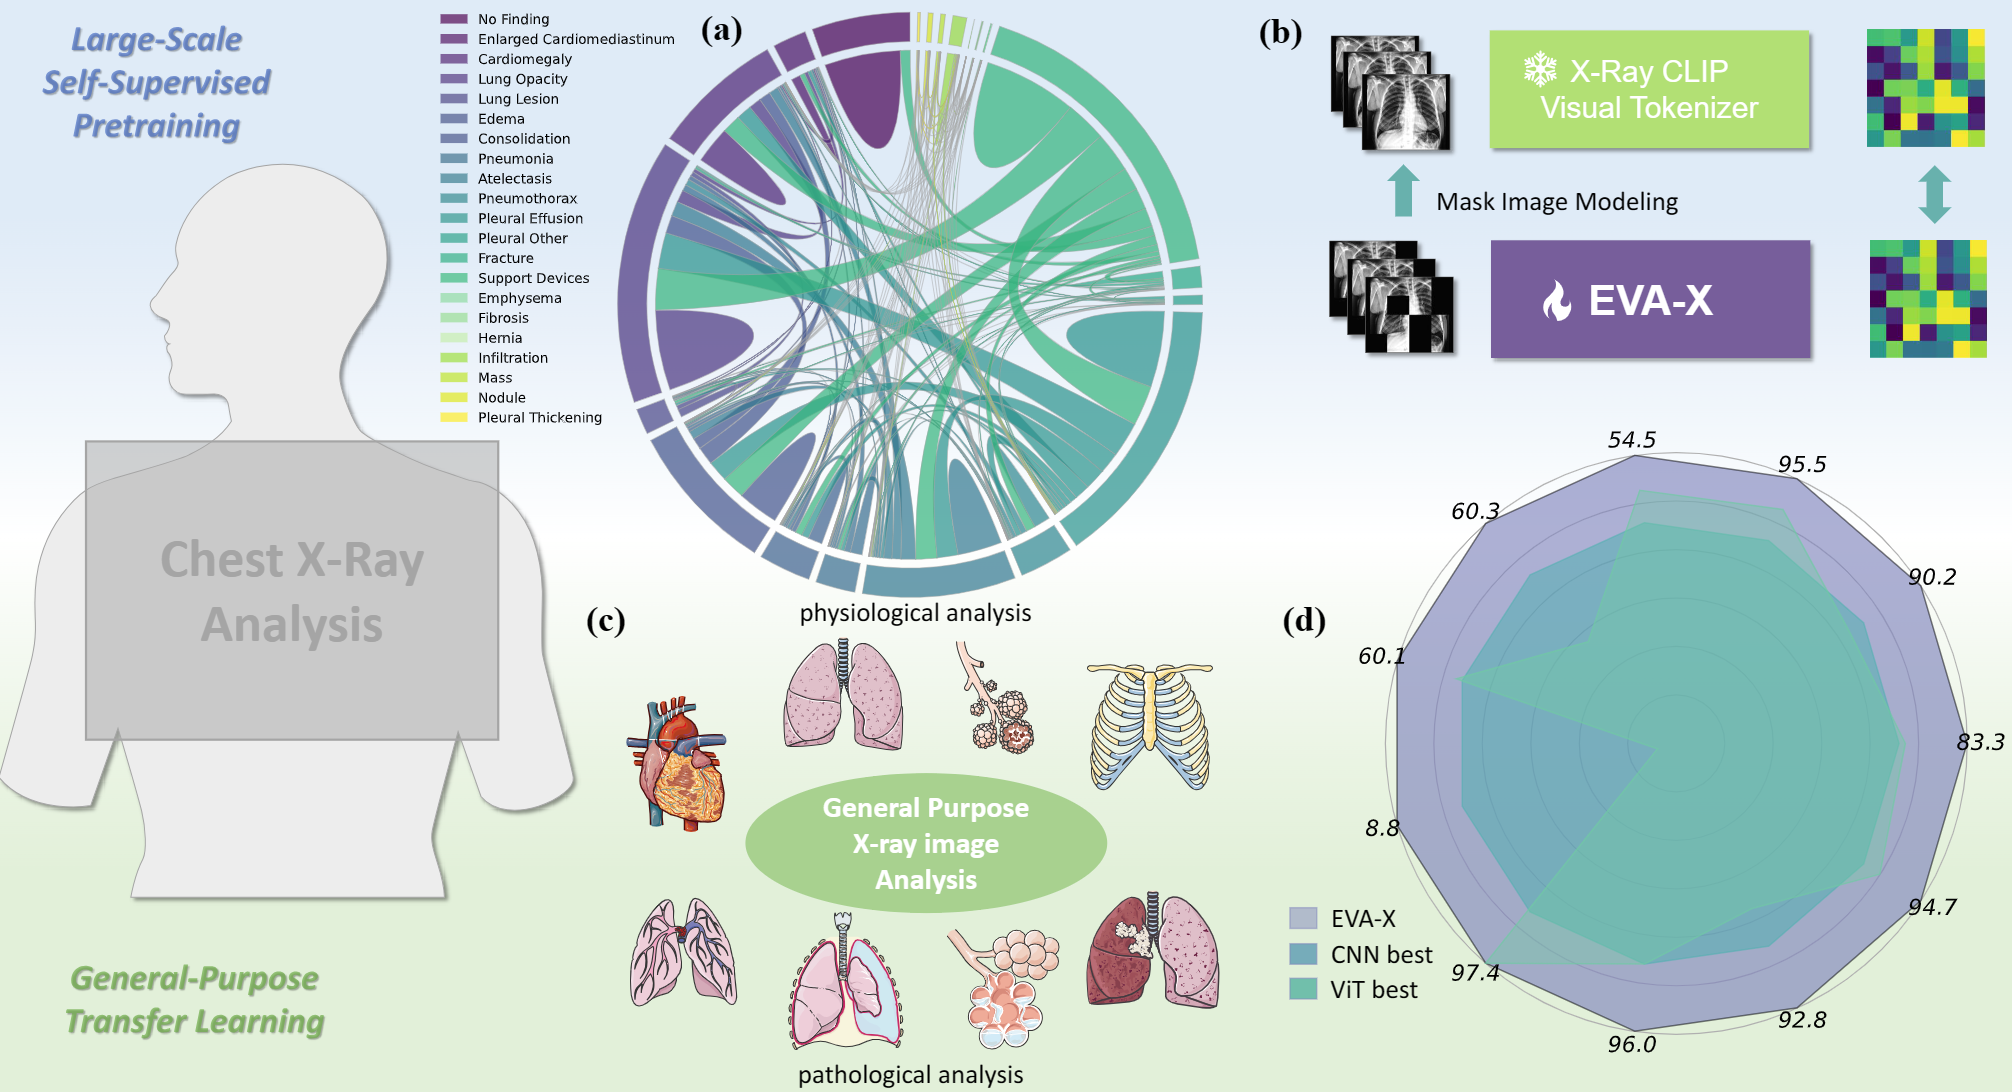 Large-Scale
Self-Supervised
Pretraining
No Finding
Enlarged Cardiomediastinum
Cardiomegaly
Lung Opacity
Lung Lesion
Edema
Consolidation
Pneumonia
Atelectasis
Pneumothorax
Pleural Effusion
Pleural Other
Fracture
Support Devices
Emphysema
Fibrosis
Hernia
Infiltration
Mass
Nodule
Pleural Thickening
(a)
(b)
X-Ray CLIP
Visual Tokenizer
Mask Image Modeling
EVA-X
Chest X-Ray
Analysis
General-Purpose
Transfer Learning
(c)
physiological analysis
General Purpose
X-ray image
Analysis
pathological analysis
(d)
54.5
95.5
60.3
90.2
60.1
83.3
8.8
94.7
97.4
92.8
96.0
EVA-X
CNN best
ViT best